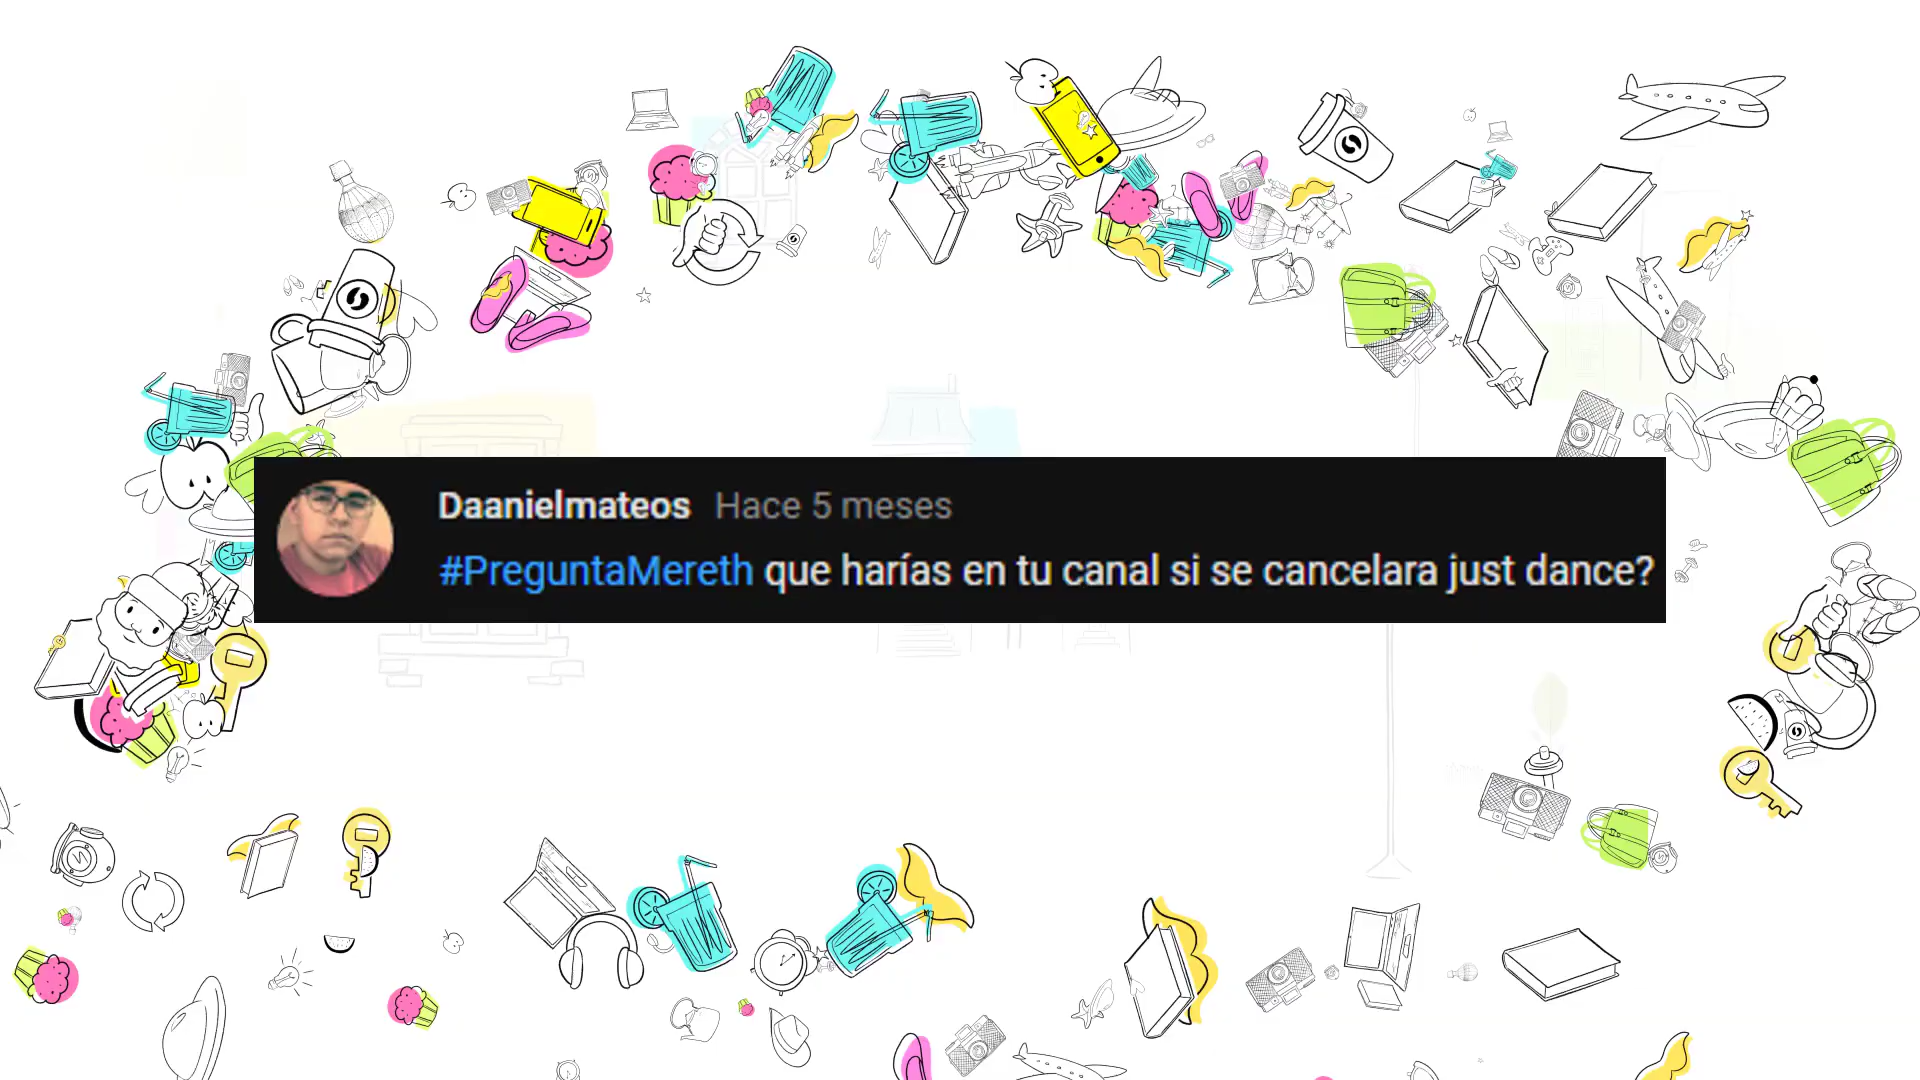 Daanielmateos Hace 5 meses
#PreguntaMereth que harías en tu canal si se cancelara just dance?